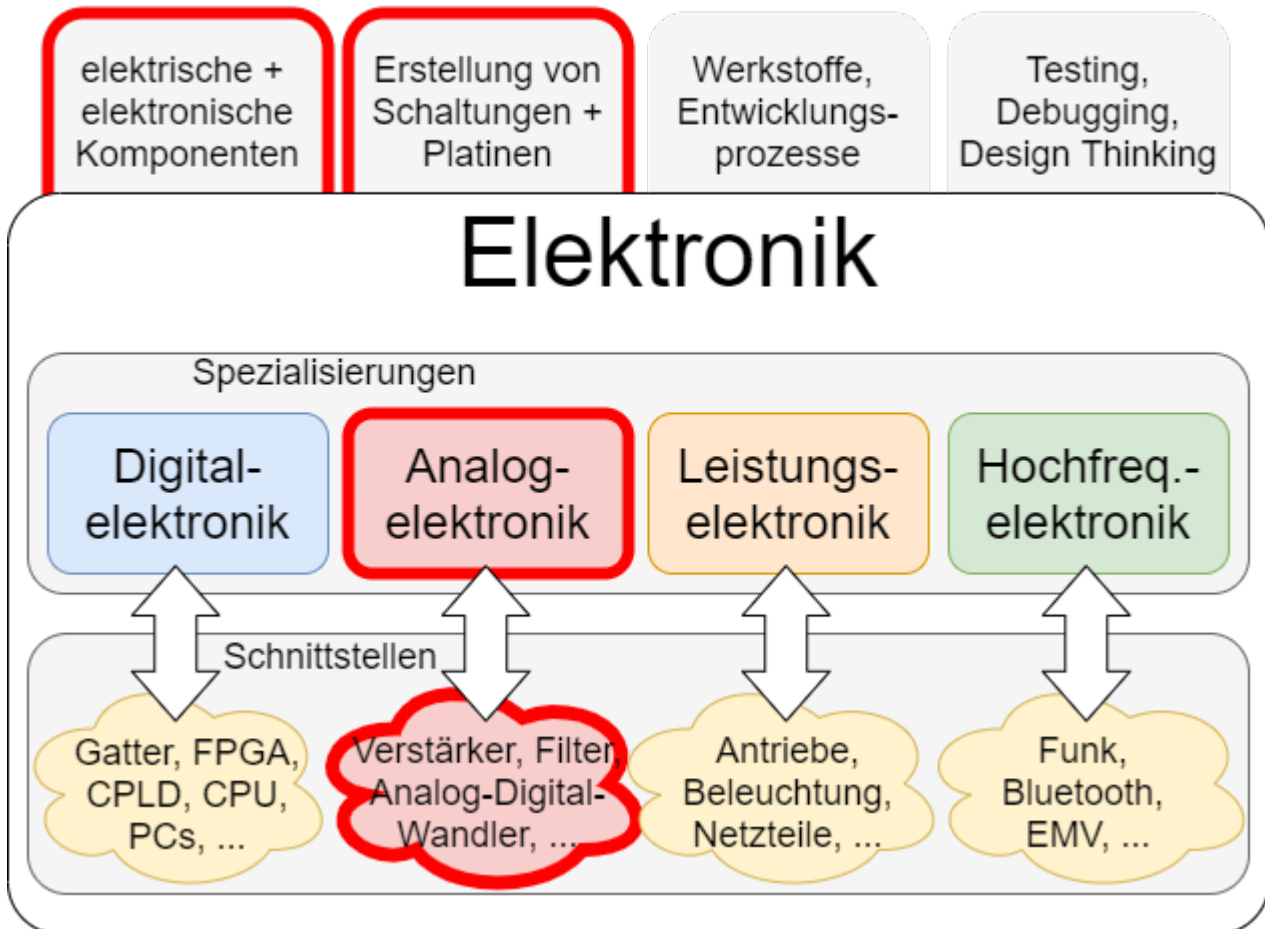 elektrische +
elektronische
Komponenten
Erstellung von
Schaltungen +
Platinen
Werkstoffe,
Entwicklungs-
prozesse
Testing,
Debugging,
Design Thinking
Elektronik
Spezialisierungen
Digital-
elektronik
Analog-
elektronik
Leistungs-
elektronik
Hochfreq.-
elektronik
Schnittstellen
Gatter, FPGA,
CPLD, CPU,
PCs, ...
Verstärker, Filter,
Analog-Digital-
Wandler, ...
Antriebe,
Beleuchtung,
Netzteile, ...
Funk,
Bluetooth,
EMV, ...